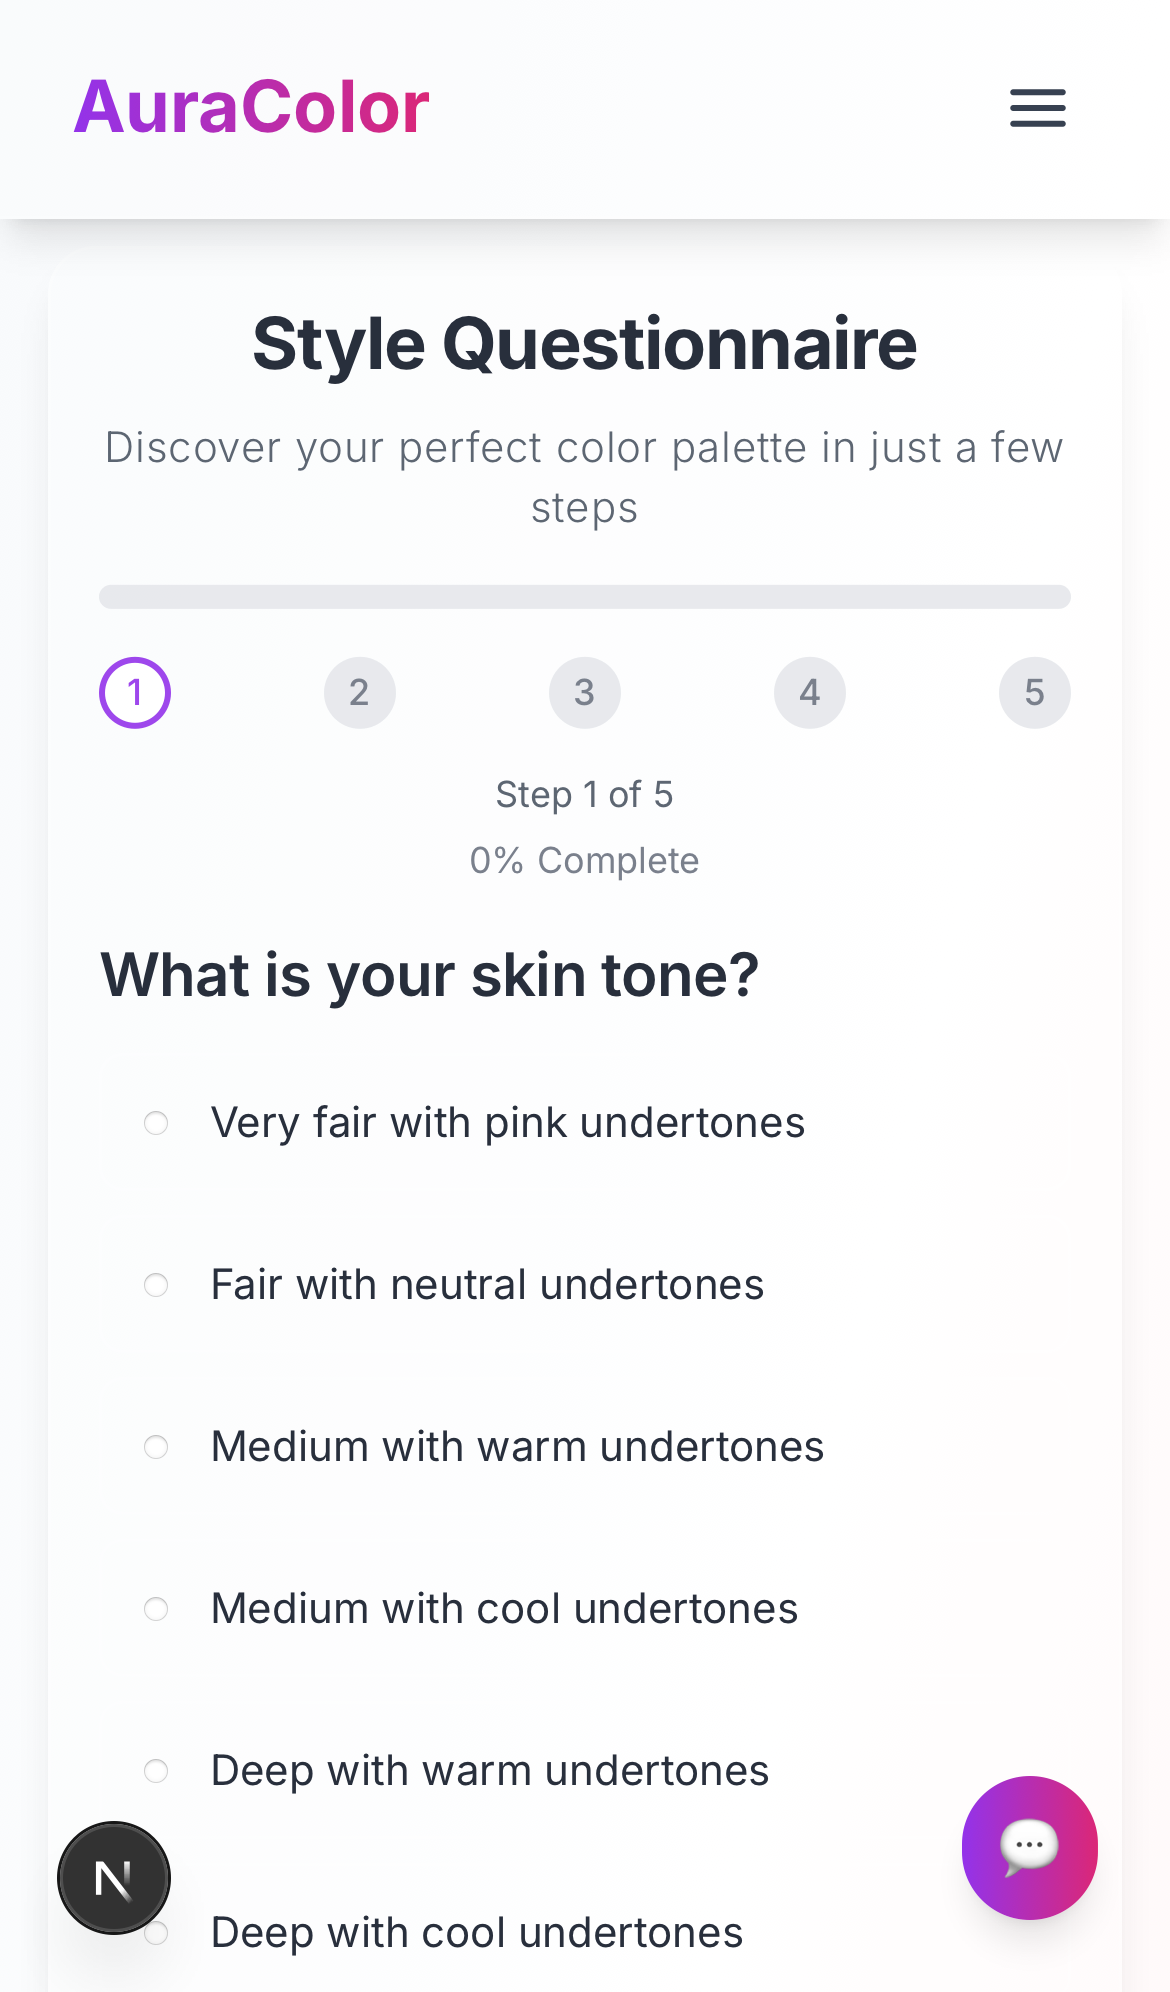 AuraColor
Style Questionnaire
Discover your perfect color palette in just a few
steps
1 2 3 4 5
Step 1 of 5
0% Complete
What is your skin tone?
Very fair with pink undertones
Fair with neutral undertones
Medium with warm undertones
Medium with cool undertones
Deep with warm undertones
N
Deep with cool undertones